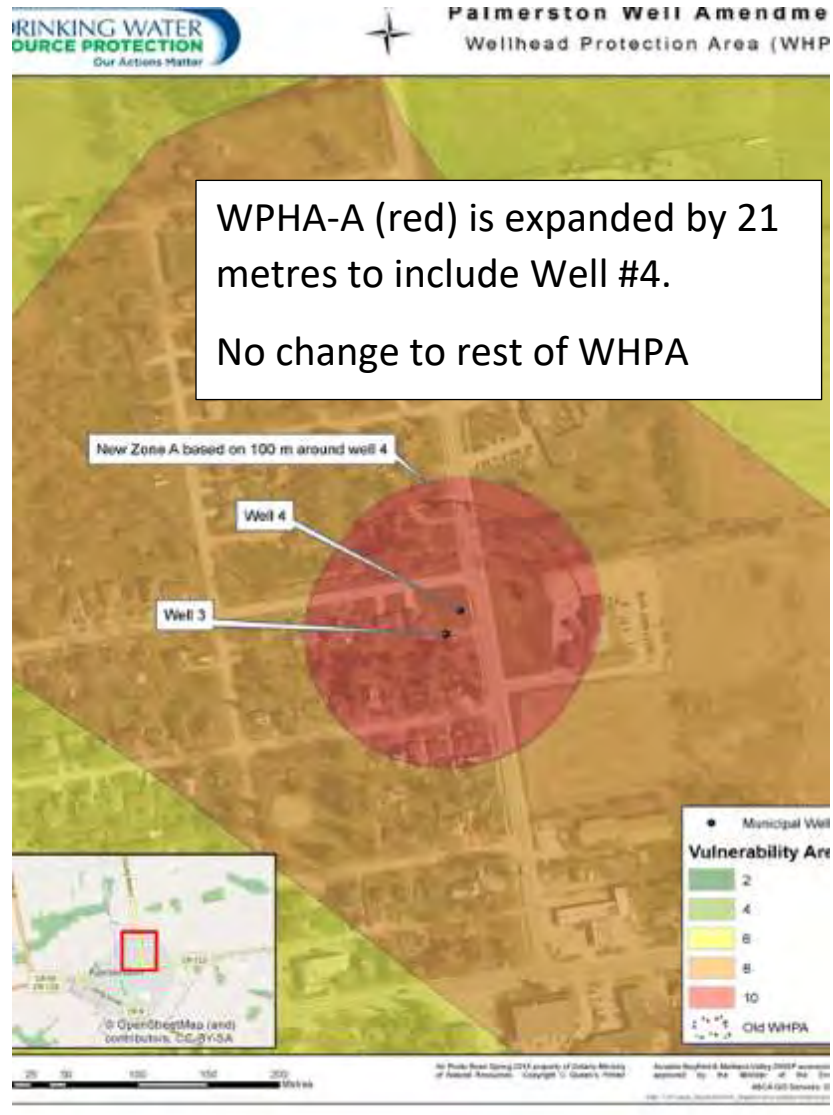 RINKING WATER
OURCE PROTECTION
Our Actions Matter
Palmerston Well Amendme
Wellhead Protection Area (WHP
WPHA-A (red) is expanded by 21
metres to include Well #4.
No change to rest of WHPA
New Zone A based on 100 m around well 4
Well 4
Well 3
Municipal Well
Vulnerability Are
2
4
6
8
10
Old WHPA
© OpenStreetMap (and)
contributors, CC-BY-SA
25 50 100 150 200
Metres